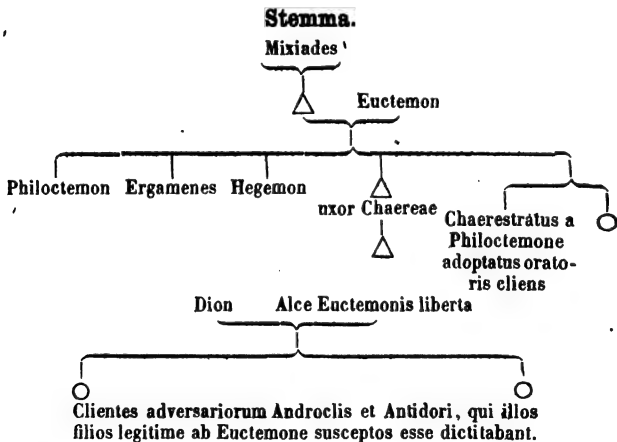 Stemma.
Mixiades
Euctemon
Philoctemon Ergamenes Hegemon
uxor Chaereae
Chaerestratus a
Philoctemone
adoptatus orato-
ris cliens
Dion Alce Euctemonis liberta
Clientes adversariorum Androclis et Antidori, qui illos
filios legitime ab Euctemone susceptos esse dictitabant.